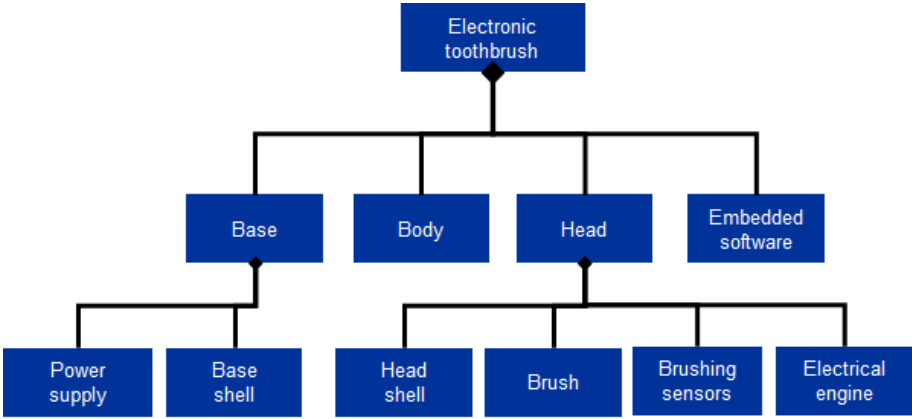 Electronic
toothbrush
Base
Body
Head
Embedded
software
Power
supply
Base
shell
Head
shell
Brush
Brushing
sensors
Electrical
engine